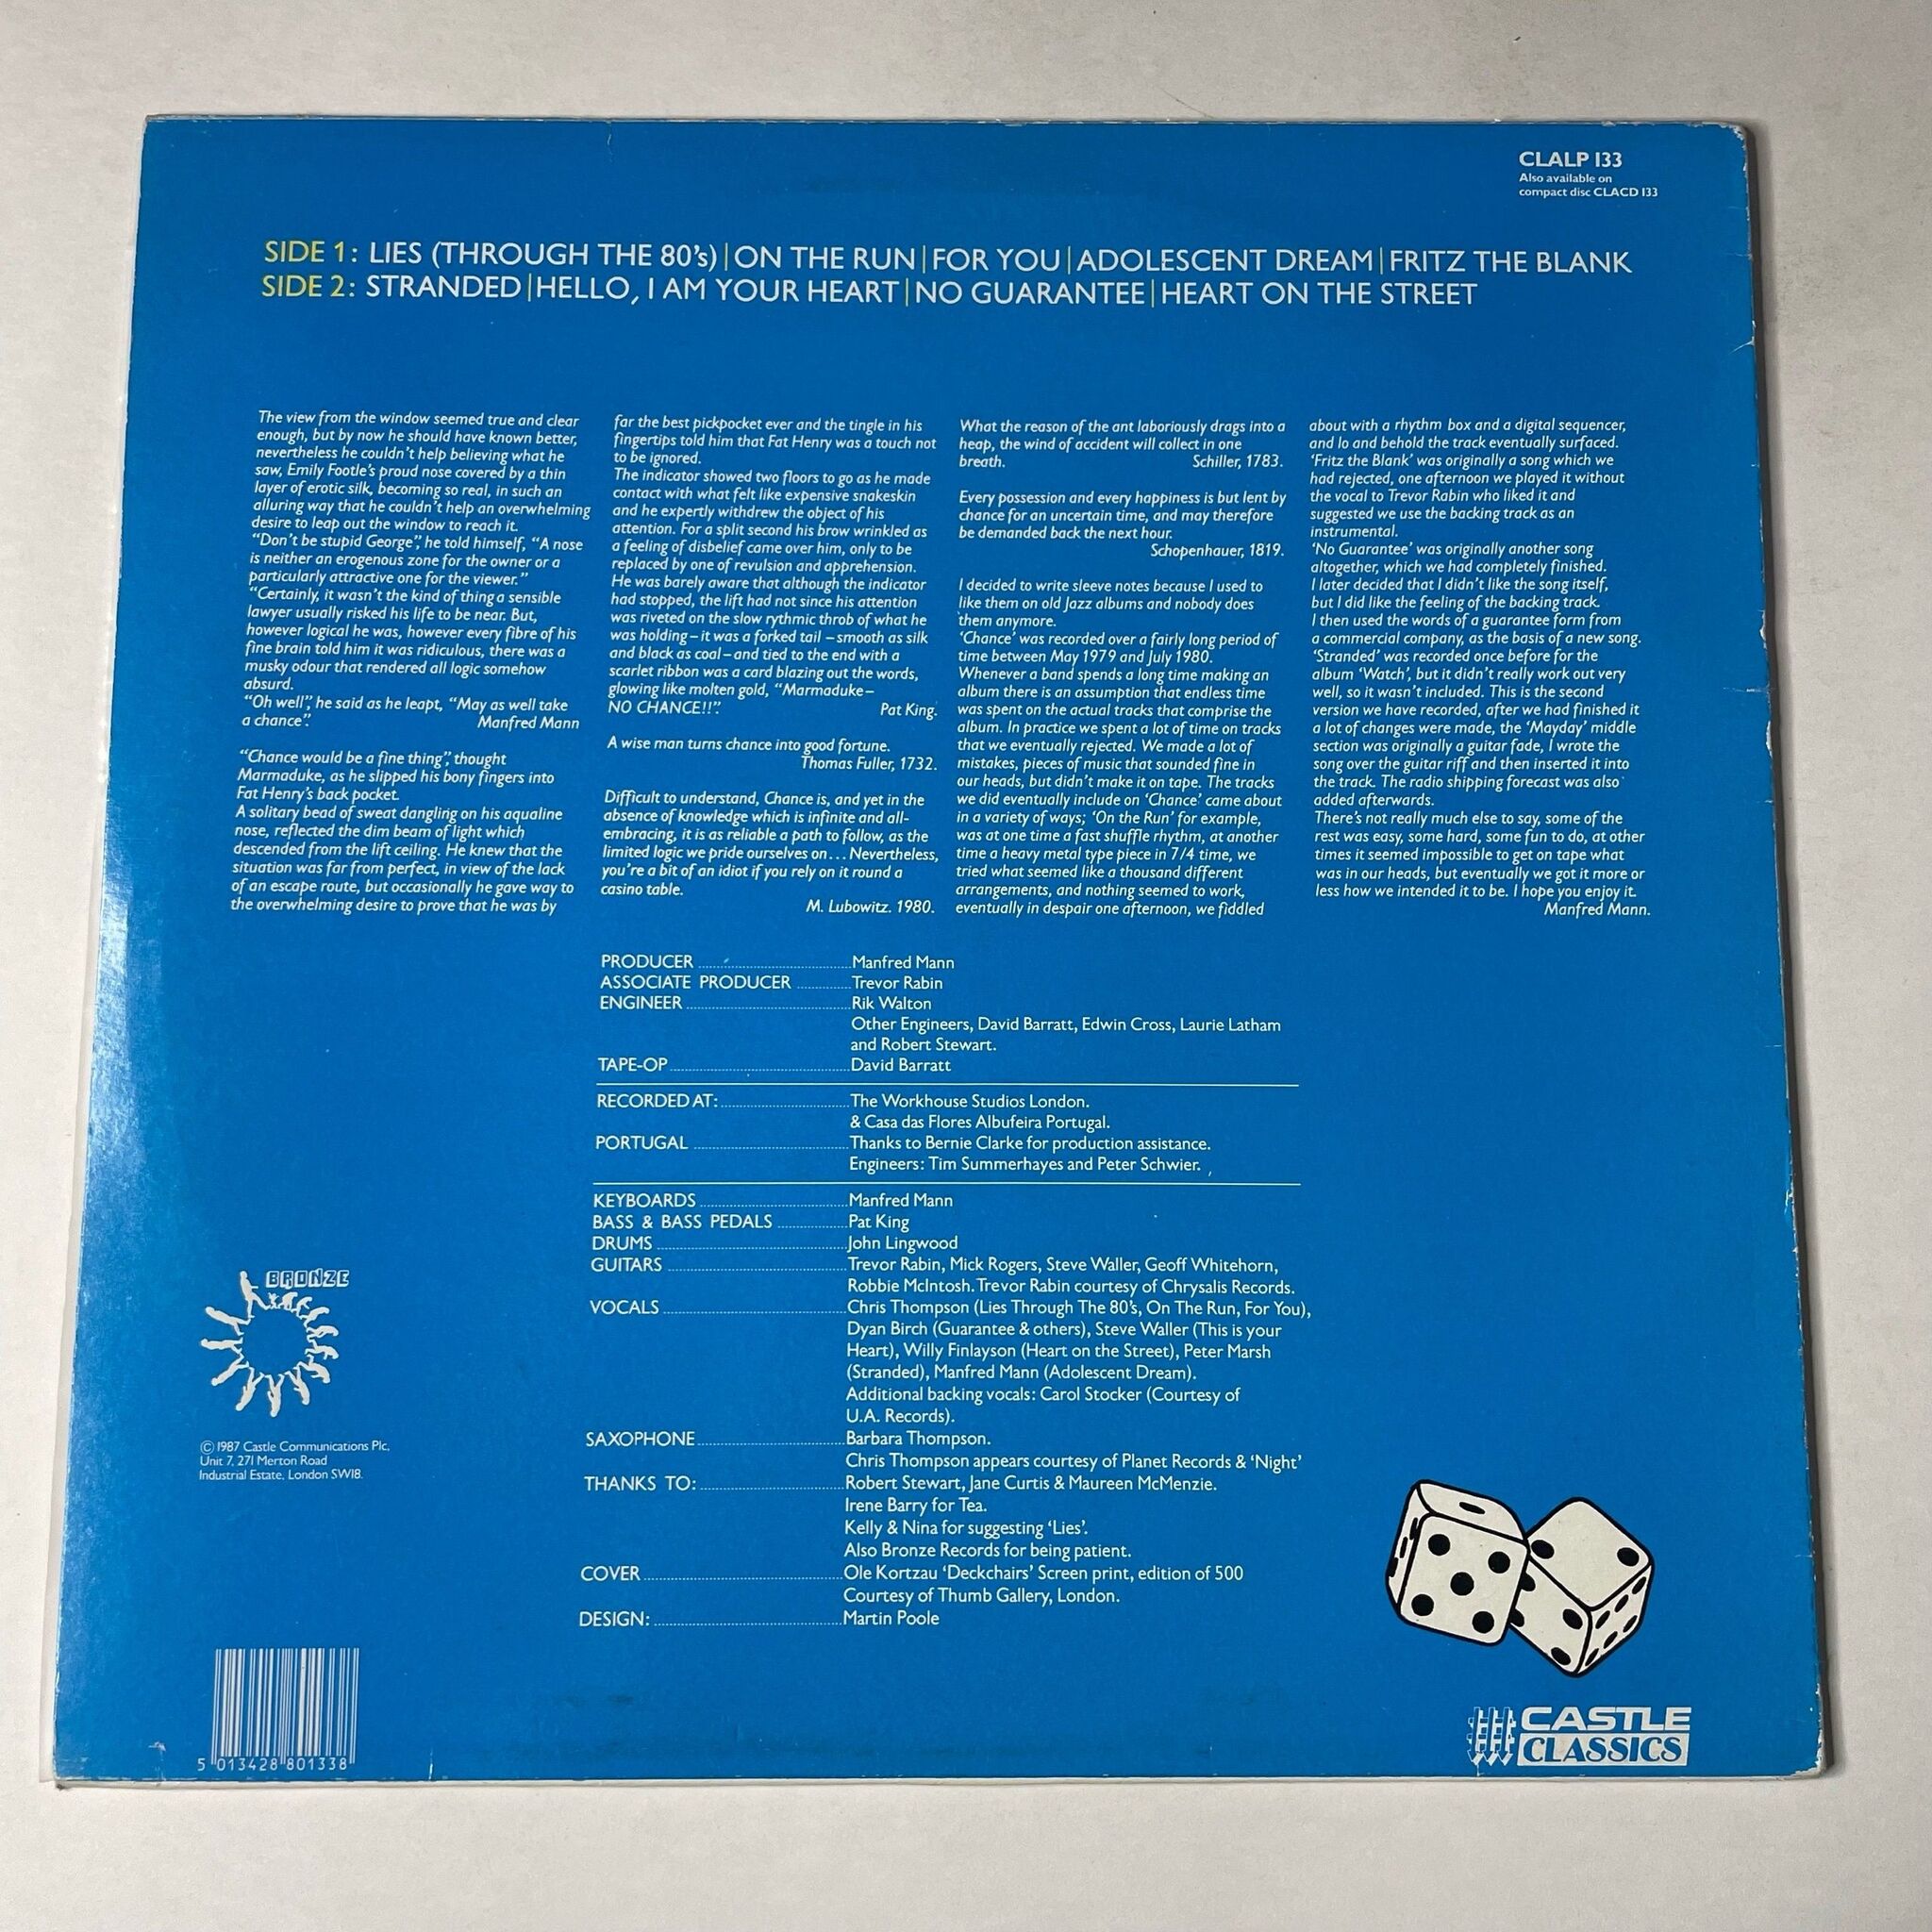 CLALP 133
Also available on
compact disc CLACD 133
SIDE 1: LIES (THROUGH THE 80's) | ON THE RUN | FOR YOU | ADOLESCENT DREAM | FRITZ THE BLANK
SIDE 2: STRANDED | HELLO, I AM YOUR HEART | NO GUARANTEE | HEART ON THE STREET
The view from the window seemed true and clear
enough, but by now he should have known better,
nevertheless he couldn't help believing what he
saw, Emily Footle's proud nose covered by a thin
layer of erotic silk, becoming so real, in such an
alluring way that he couldn't help an overwhelming
desire to leap out the window to reach it.
"Don't be stupid George", he told himself, "A nose
is neither an erogenous zone for the owner or a
particularly attractive one for the viewer."
"Certainly, it wasn't the kind of thing a sensible
lawyer usually risked his life to be near. But,
however logical he was, however every fibre of his
fine brain told him it was ridiculous, there was a
musky odour that rendered all logic somehow
absurd.
"Oh well", he said as he leapt, "May as well take
a chance". Manfred Mann
"Chance would be a fine thing", thought
Marmaduke, as he slipped his bony fingers into
Fat Henry's back pocket.
A solitary bead of sweat dangling on his aqualine
nose, reflected the dim beam of light which
descended from the lift ceiling. He knew that the
situation was far from perfect, in view of the lack
of an escape route, but occasionally he gave way to
the overwhelming desire to prove that he was by
far the best pickpocket ever and the tingle in his
fingertips told him that Fat Henry was a touch not
to be ignored.
The indicator showed two floors to go as he made
contact with what felt like expensive snakeskin
and he expertly withdrew the object of his
attention. For a split second his brow wrinkled as
a feeling of disbelief came over him, only to be
replaced by one of revulsion and apprehension.
He was barely aware that although the indicator
had stopped, the lift had not since his attention
was riveted on the slow rythmic throb of what he
was holding – it was a forked tail – smooth as silk
and black as coal – and tied to the end with a
scarlet ribbon was a card blazing out the words,
glowing like molten gold, "Marmaduke –
NO CHANCE!!". Pat King.
A wise man turns chance into good fortune.
Thomas Fuller, 1732.
Difficult to understand, Chance is, and yet in the
absence of knowledge which is infinite and all-
embracing, it is as reliable a path to follow, as the
limited logic we pride ourselves on... Nevertheless,
you're a bit of an idiot if you rely on it round a
casino table.
M. Lubowitz. 1980.
What the reason of the ant laboriously drags into a
heap, the wind of accident will collect in one
breath. Schiller, 1783.
Every possession and every happiness is but lent by
chance for an uncertain time, and may therefore
be demanded back the next hour.
Schopenhauer, 1819.
I decided to write sleeve notes because I used to
like them on old Jazz albums and nobody does
them anymore.
'Chance' was recorded over a fairly long period of
time between May 1979 and July 1980.
Whenever a band spends a long time making an
album there is an assumption that endless time
was spent on the actual tracks that comprise the
album. In practice we spent a lot of time on tracks
that we eventually rejected. We made a lot of
mistakes, pieces of music that sounded fine in
our heads, but didn't make it on tape. The tracks
we did eventually include on 'Chance' came about
in a variety of ways; 'On the Run' for example,
was at one time a fast shuffle rhythm, at another
time a heavy metal type piece in 7/4 time, we
tried what seemed like a thousand different
arrangements, and nothing seemed to work,
eventually in despair one afternoon, we fiddled
about with a rhythm box and a digital sequencer,
and lo and behold the track eventually surfaced.
'Fritz the Blank' was originally a song which we
had rejected, one afternoon we played it without
the vocal to Trevor Rabin who liked it and
suggested we use the backing track as an
instrumental.
'No Guarantee' was originally another song
altogether, which we had completely finished.
I later decided that I didn't like the song itself,
but I did like the feeling of the backing track.
I then used the words of a guarantee form from
a commercial company, as the basis of a new song.
'Stranded' was recorded once before for the
album 'Watch', but it didn't really work out very
well, so it wasn't included. This is the second
version we have recorded, after we had finished it
a lot of changes were made, the 'Mayday' middle
section was originally a guitar fade, I wrote the
song over the guitar riff and then inserted it into
the track. The radio shipping forecast was also
added afterwards.
There's not really much else to say, some of the
rest was easy, some hard, some fun to do, at other
times it seemed impossible to get on tape what
was in our heads, but eventually we got it more or
less how we intended it to be. I hope you enjoy it.
Manfred Mann.
PRODUCER Manfred Mann
ASSOCIATE PRODUCER Trevor Rabin
ENGINEER Rik Walton
Other Engineers, David Barratt, Edwin Cross, Laurie Latham
and Robert Stewart.
TAPE-OP David Barratt
RECORDED AT: The Workhouse Studios London.
& Casa das Flores Albufeira Portugal.
PORTUGAL Thanks to Bernie Clarke for production assistance.
Engineers: Tim Summerhayes and Peter Schwier.
KEYBOARDS Manfred Mann
BASS & BASS PEDALS Pat King
DRUMS John Lingwood
GUITARS Trevor Rabin, Mick Rogers, Steve Waller, Geoff Whitehorn,
Robbie McIntosh. Trevor Rabin courtesy of Chrysalis Records.
VOCALS Chris Thompson (Lies Through The 80's, On The Run, For You),
Dyan Birch (Guarantee & others), Steve Waller (This is your
Heart), Willy Finlayson (Heart on the Street), Peter Marsh
(Stranded), Manfred Mann (Adolescent Dream).
Additional backing vocals: Carol Stocker (Courtesy of
U.A. Records).
SAXOPHONE Barbara Thompson.
Chris Thompson appears courtesy of Planet Records & 'Night'
THANKS TO: Robert Stewart, Jane Curtis & Maureen McMenzie.
Irene Barry for Tea.
Kelly & Nina for suggesting 'Lies'.
Also Bronze Records for being patient.
COVER Ole Kortzau 'Deckchairs' Screen print, edition of 500
Courtesy of Thumb Gallery, London.
DESIGN: Martin Poole
BRONZE
© 1987 Castle Communications Plc.
Unit 7, 271 Merton Road
Industrial Estate, London SW18.
5 013428 801338
CASTLE
CLASSICS